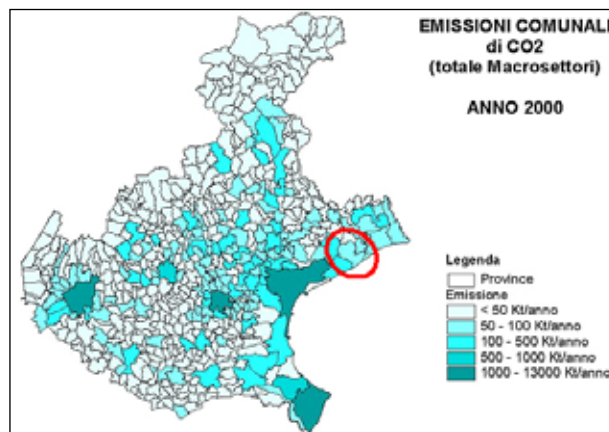 EMISSIONI COMUNALI
di CO2
(totale Macrosettori)
ANNO 2000
Legenda
Province
Emissione
< 50 Kt/anno
50 - 100 Kt/anno
100 - 500 Kt/anno
500 - 1000 Kt/anno
1000 - 13000 Kt/anno